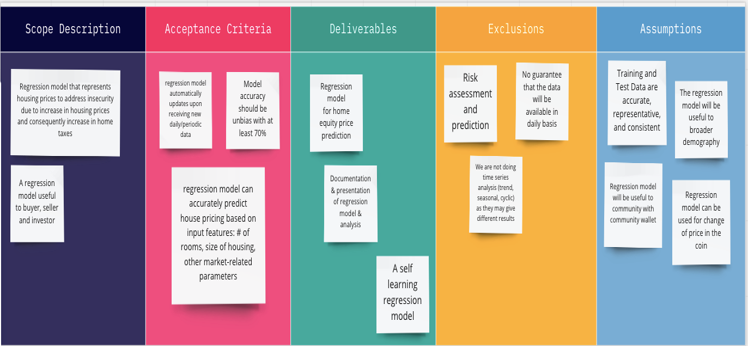 Scope Description
Regression model that represents
housing prices to address insecurity
due to increase in housing prices
and consequently increase in home
taxes
A regression
model useful
to buyer, seller
and investor
Acceptance Criteria
regression model
automatically
updates upon
receiving new
daily/periodic
data
Model
accuracy
should be
unbias with at
least 70%
regression model can
accurately predict
house pricing based on
input features: # of
rooms, size of housing,
other market-related
parameters
Deliverables
Regression
model
for home
equity price
prediction
Documentation
& presentation
of regression
model &
analysis
A self
learning
regression
model
Exclusions
Risk
assessment
and
prediction
No guarantee
that the data
will be
available in
daily basis
We are not doing
time series
analysis (trend,
seasonal, cyclic)
as they may give
different results
Assumptions
Training and
Test Data are
accurate,
representative,
and consistent
The regression
model will be
useful to
broader
demography
Regression model
will be useful to
community with
community wallet
Regression
model can be
used for change
of price in the
coin